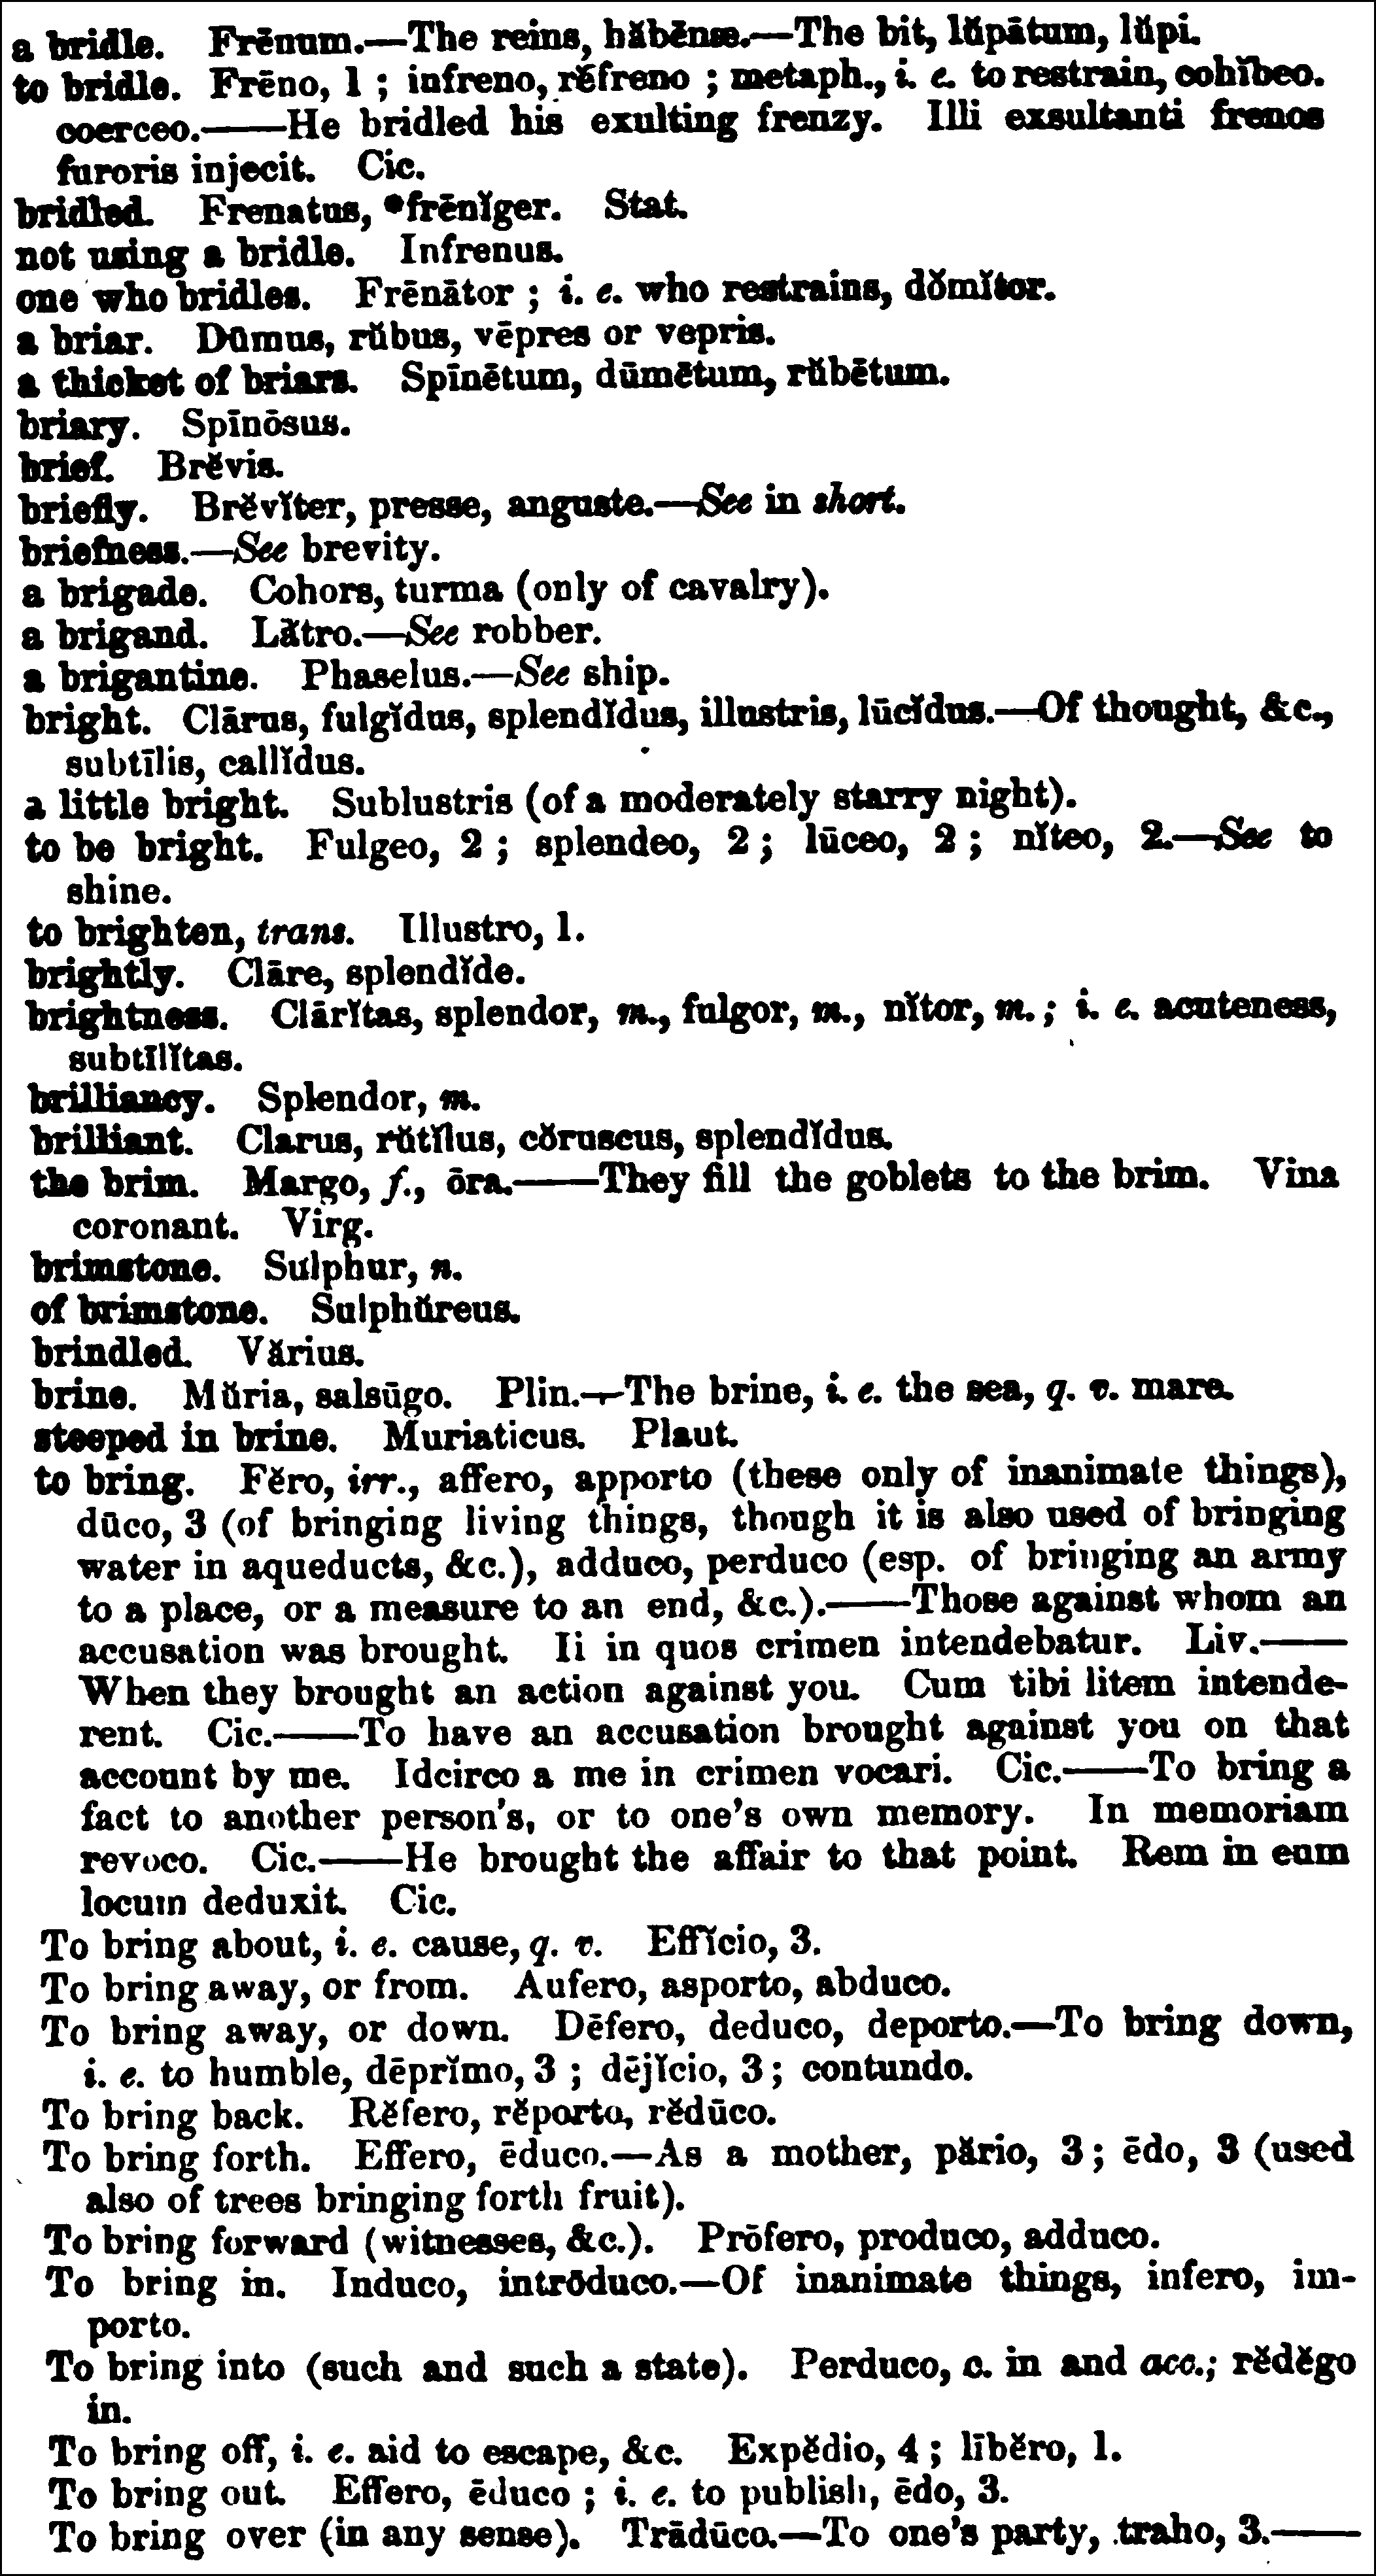 a bridle. Frēnum.—The reins, hăbēnæ.—The bit, lŭpātum, lŭpi.
to bridle. Frēno, 1 ; infreno, rĕfreno ; metaph., i. e. to restrain, cohĭbeo.
coerceo.——He bridled his exulting frenzy. Illi exsultanti frenos
furoris injecit. Cic.
bridled. Frenatus, *frēnĭger. Stat.
not using a bridle. Infrenus.
one who bridles. Frēnātor ; i. e. who restrains, dŏmĭtor.
a briar. Dūmus, rŭbus, vēpres or vepris.
a thicket of briars. Spīnētum, dūmētum, rŭbētum.
briary. Spīnōsus.
brief. Brĕvis.
briefly. Brĕvĭter, presse, anguste.—See in short.
briefness.—See brevity.
a brigade. Cohors, turma (only of cavalry).
a brigand. Lătro.—See robber.
a brigantine. Phaselus.—See ship.
bright. Clārus, fulgĭdus, splendĭdus, illustris, lūcĭdus.—Of thought, &c.,
subtīlis, callĭdus.
a little bright. Sublustris (of a moderately starry night).
to be bright. Fulgeo, 2 ; splendeo, 2 ; lūceo, 2 ; nĭteo, 2.—See to
shine.
to brighten, trans. Illustro, 1.
brightly. Clāre, splendĭde.
brightness. Clārĭtas, splendor, m., fulgor, m., nĭtor, m. ; i. e. acuteness,
subtīlĭtas.
brilliancy. Splendor, m.
brilliant. Clarus, rŭtĭlus, cŏruscus, splendĭdus.
the brim. Margo, f., ōra.——They fill the goblets to the brim. Vina
coronant. Virg.
brimstone. Sulphur, n.
of brimstone. Sulphŭreus.
brindled. Vărius.
brine. Mŭria, salsūgo. Plin.—The brine, i. e. the sea, q. v. mare.
steeped in brine. Muriaticus. Plaut.
to bring. Fĕro, irr., affero, apporto (these only of inanimate things),
dūco, 3 (of bringing living things, though it is also used of bringing
water in aqueducts, &c.), adduco, perduco (esp. of bringing an army
to a place, or a measure to an end, &c.).——Those against whom an
accusation was brought. Ii in quos crimen intendebatur. Liv.——
When they brought an action against you. Cum tibi litem intende-
rent. Cic.——To have an accusation brought against you on that
account by me. Idcirco a me in crimen vocari. Cic.——To bring a
fact to another person's, or to one's own memory. In memoriam
revoco. Cic.——He brought the affair to that point. Rem in eum
locum deduxit. Cic.
To bring about, i. e. cause, q. v. Effĭcio, 3.
To bring away, or from. Aufero, asporto, abduco.
To bring away, or down. Dēfero, deduco, deporto.—To bring down,
i. e. to humble, dēprĭmo, 3 ; dējĭcio, 3 ; contundo.
To bring back. Rĕfero, rĕporto, rĕdūco.
To bring forth. Effero, ēduco.—As a mother, părio, 3 ; ēdo, 3 (used
also of trees bringing forth fruit).
To bring forward (witnesses, &c.). Prōfero, produco, adduco.
To bring in. Induco, intrōduco.—Of inanimate things, infero, im-
porto.
To bring into (such and such a state). Perduco, c. in and acc.; rĕdĕgo
in.
To bring off, i. e. aid to escape, &c. Expĕdio, 4 ; lībĕro, 1.
To bring out. Effero, ēduco ; i. e. to publish, ēdo, 3.
To bring over (in any sense). Trādūco.—To one's party, traho, 3.——